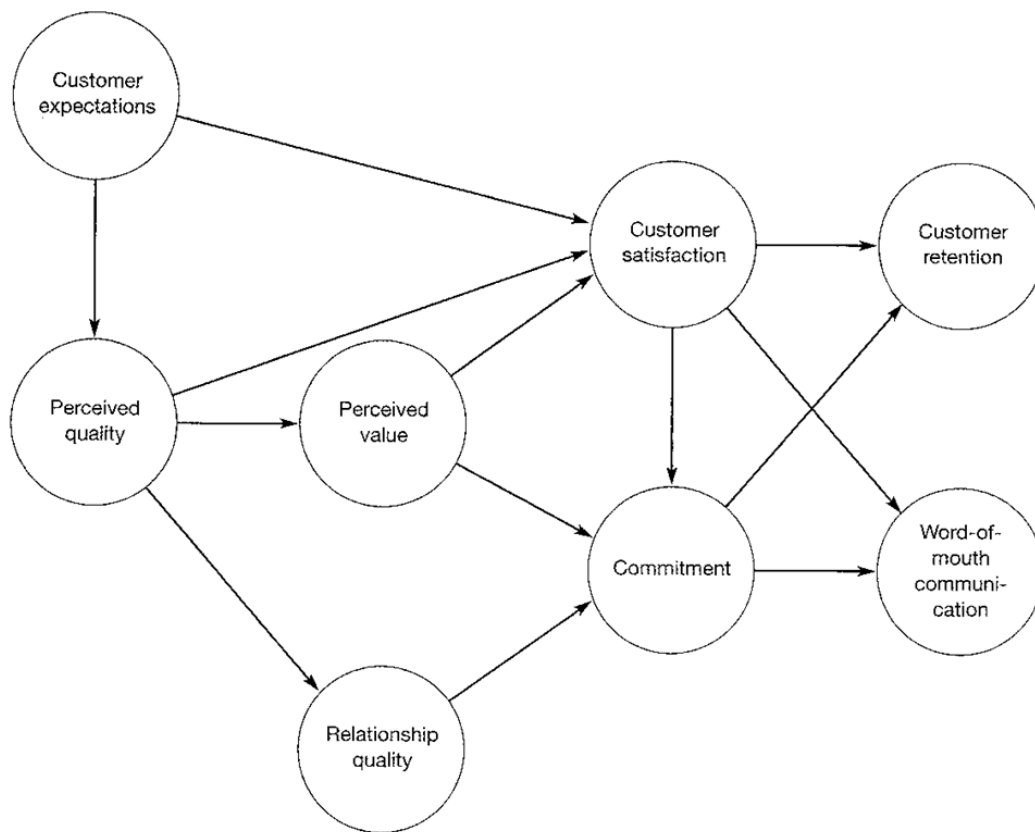 Customer
expectations
Customer
satisfaction
Customer
retention
Perceived
quality
Perceived
value
Commitment
Word-of-
mouth
communi-
cation
Relationship
quality